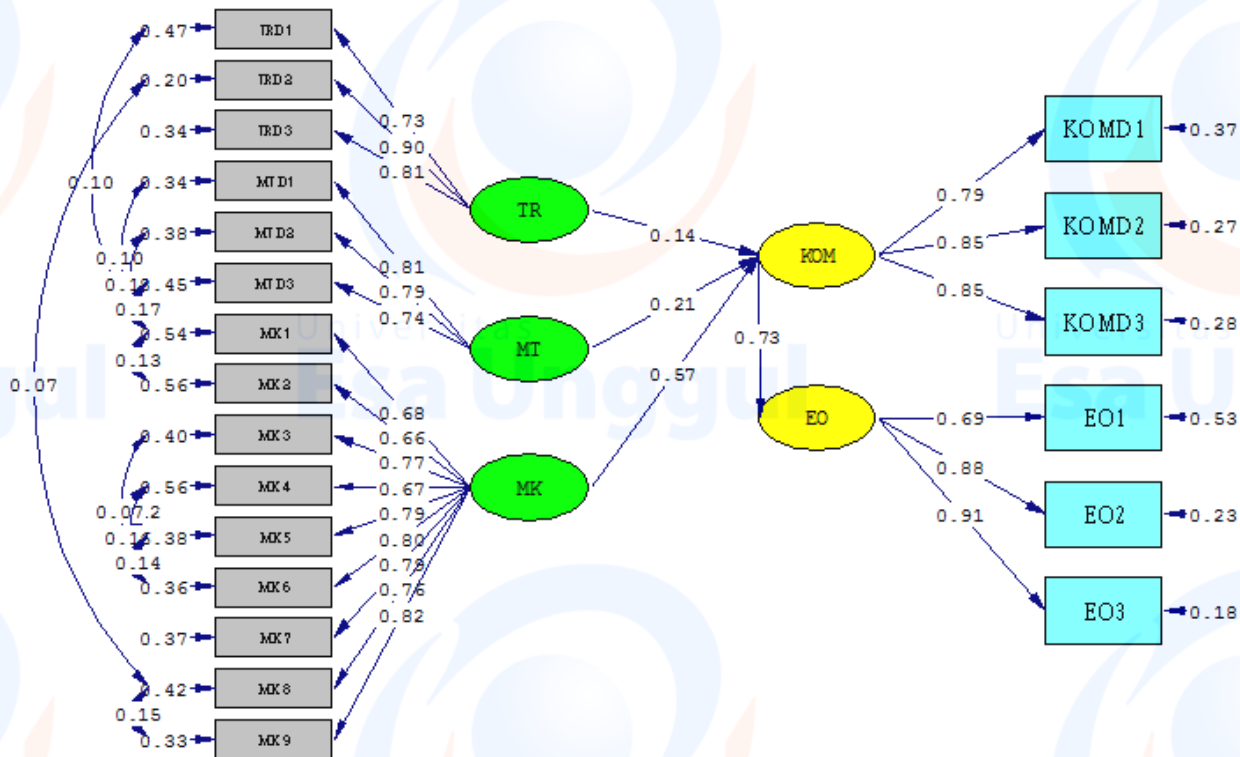 0.47 TRD1
0.20 TRD2
0.34 TRD3
0.34 MTD1
0.38 MTD2
0.45 MTD3
0.54 MK1
0.56 MK2
0.40 MK3
0.56 MK4
0.38 MK5
0.36 MK6
0.37 MK7
0.42 MK8
0.33 MK9
0.10
0.10
0.17
0.13
0.07
0.14
0.15
0.73
0.90
0.81
0.81
0.79
0.74
0.68
0.66
0.77
0.67
0.79
0.80
0.79
0.76
0.82
TR
MT
MK
0.14
0.21
0.57
KOM
0.73
EO
0.79
0.85
0.85
0.69
0.88
0.91
KOMD1 0.37
KOMD2 0.27
KOMD3 0.28
EO1 0.53
EO2 0.23
EO3 0.18
Universitas
Esa Unggul
Universitas
Esa U
gul